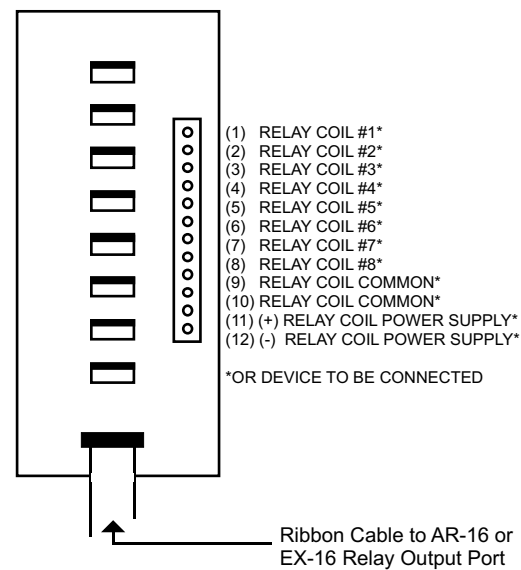 (1) RELAY COIL #1*
(2) RELAY COIL #2*
(3) RELAY COIL #3*
(4) RELAY COIL #4*
(5) RELAY COIL #5*
(6) RELAY COIL #6*
(7) RELAY COIL #7*
(8) RELAY COIL #8*
(9) RELAY COIL COMMON*
(10) RELAY COIL COMMON*
(11) (+) RELAY COIL POWER SUPPLY*
(12) (-) RELAY COIL POWER SUPPLY*
*OR DEVICE TO BE CONNECTED
Ribbon Cable to AR-16 or
EX-16 Relay Output Port